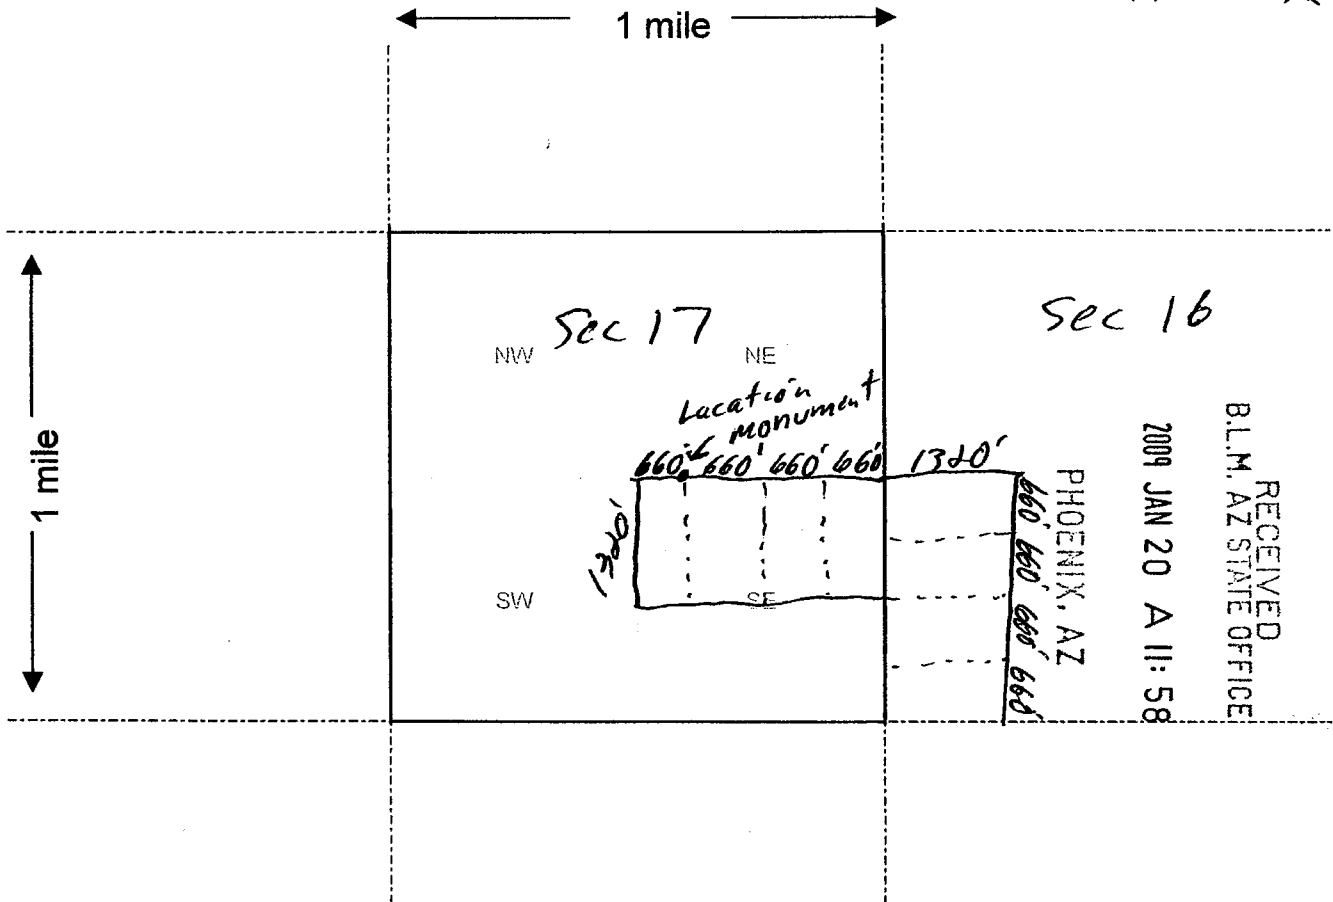 1 mile
Sec 17
Sec 16
NW
NE
Location
monument
660' 660' 660' 660' 1320'
1320'
660' 660' 660' 660'
SW
SE
1 mile
PHOENIX, AZ
2009 JAN 20 A 11: 58
RECEIVED
B.L.M. AZ STATE OFFICE